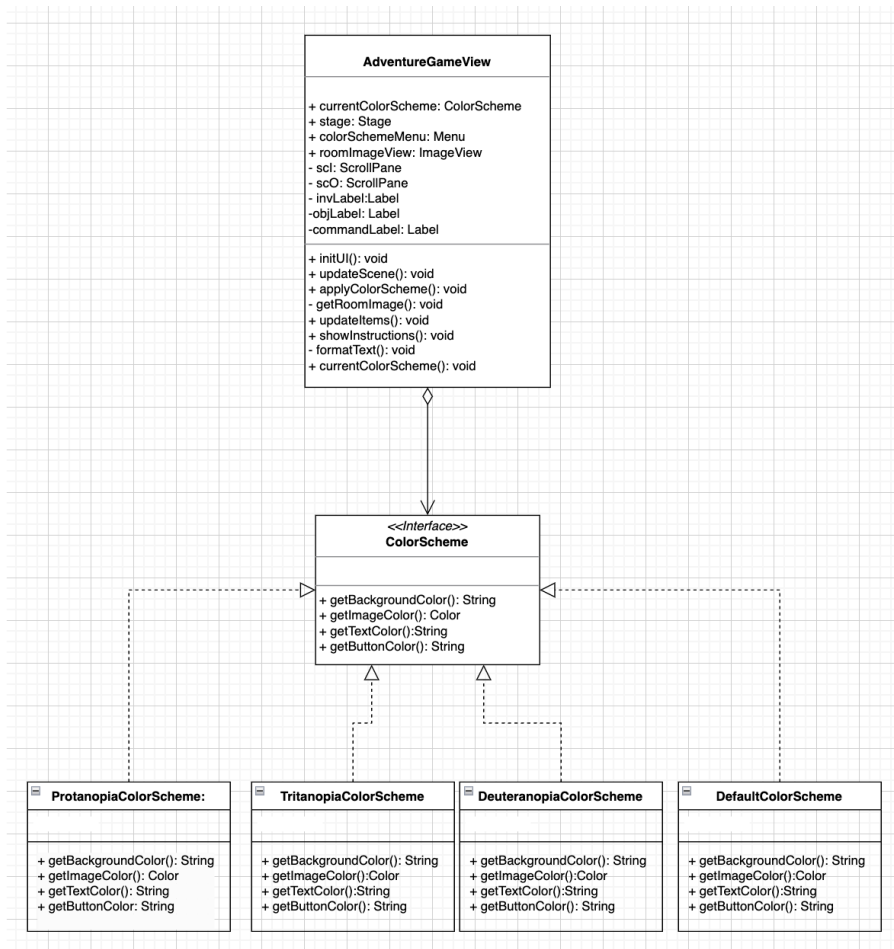 AdventureGameView
+ currentColorScheme: ColorScheme
+ stage: Stage
+ colorSchemeMenu: Menu
+ roomImageView: ImageView
- scI: ScrollPane
- scO: ScrollPane
- invLabel:Label
-objLabel: Label
-commandLabel: Label
+ initUI(): void
+ updateScene(): void
+ applyColorScheme(): void
- getRoomImage(): void
+ updateItems(): void
+ showInstructions(): void
- formatText(): void
+ currentColorScheme(): void
<<Interface>>
ColorScheme
+ getBackgroundColor(): String
+ getImageColor(): Color
+ getTextColor():String
+ getButtonColor(): String
ProtanopiaColorScheme:
+ getBackgroundColor(): String
+ getImageColor(): Color
+ getTextColor(): String
+ getButtonColor: String
TritanopiaColorScheme
+ getBackgroundColor(): String
+ getImageColor():Color
+ getTextColor():String
+ getButtonColor(): String
DeuteranopiaColorScheme
+ getBackgroundColor(): String
+ getImageColor():Color
+ getTextColor():String
+ getButtonColor(): String
DefaultColorScheme
+ getBackgroundColor(): String
+ getImageColor():Color
+ getTextColor():String
+ getButtonColor(): String